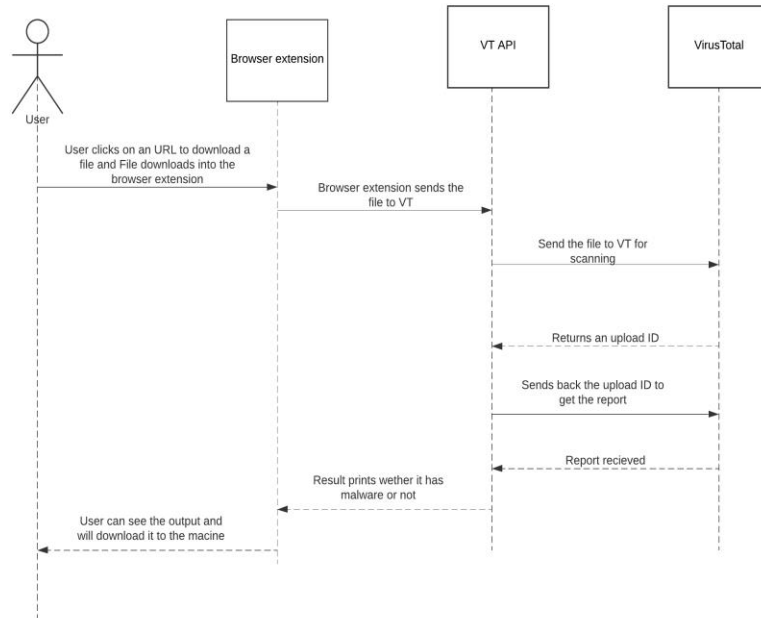 Browser extension
VT API
VirusTotal
User
User clicks on an URL to download a
file and File downloads into the
browser extension
Browser extension sends the
file to VT
Send the file to VT for
scanning
Returns an upload ID
Sends back the upload ID to
get the report
Report recieved
Result prints wether it has
malware or not
User can see the output and
will download it to the macine